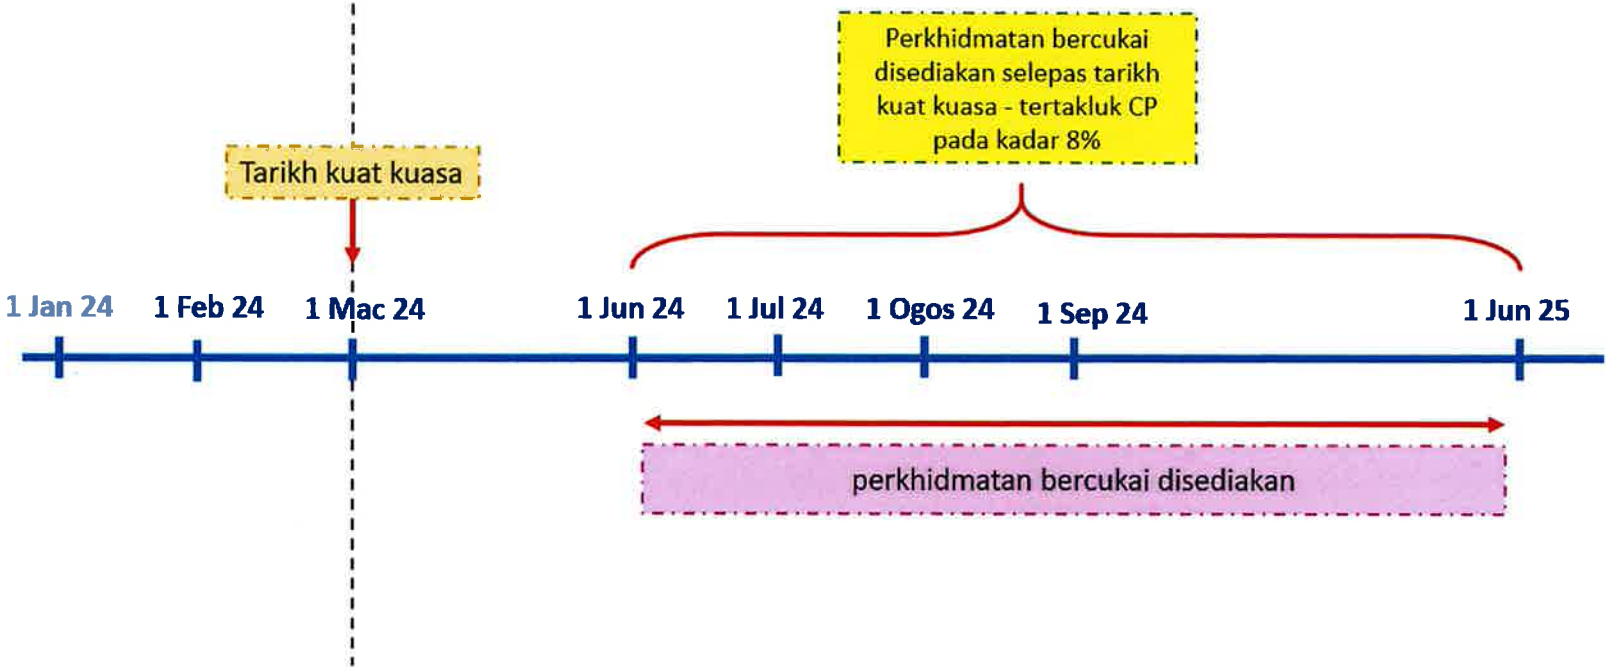 Perkhidmatan bercukai
disediakan selepas tarikh
kuat kuasa - tertakluk CP
pada kadar 8%
Tarikh kuat kuasa
1 Jan 24
1 Feb 24
1 Mac 24
1 Jun 24
1 Jul 24
1 Ogos 24
1 Sep 24
1 Jun 25
perkhidmatan bercukai disediakan